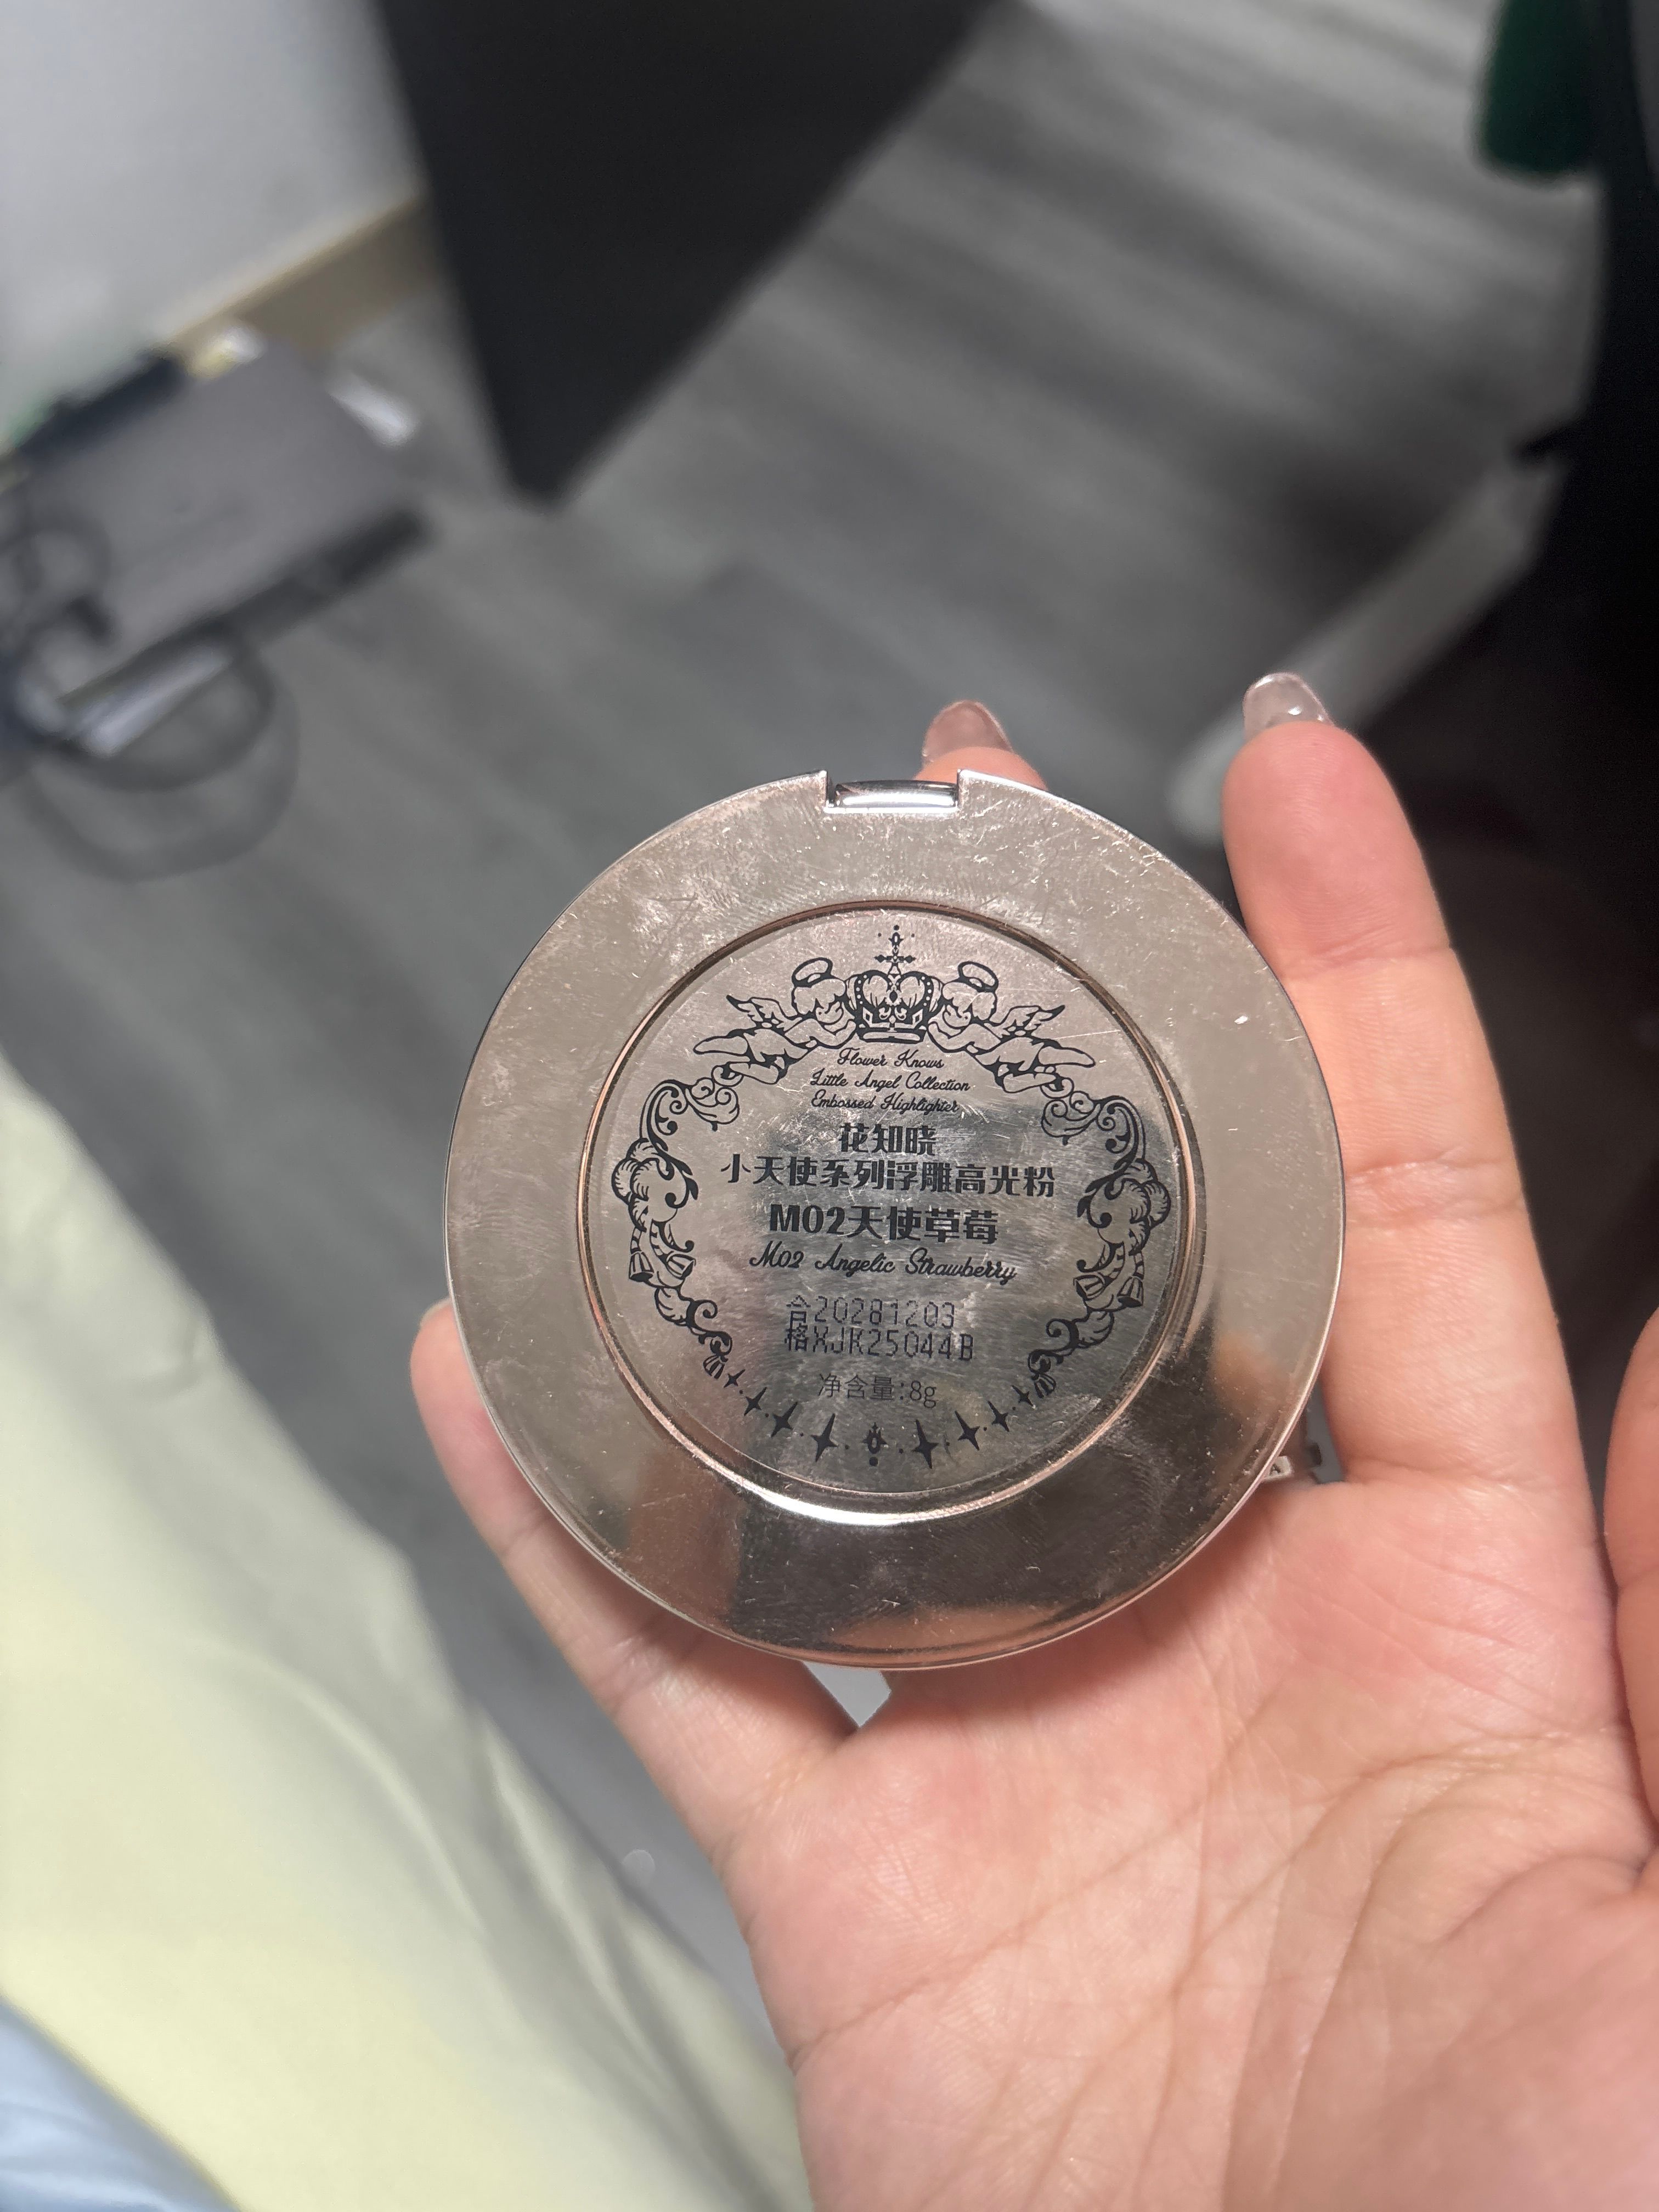 Flower Knows
Little Angel Collection
Embossed Highlighter
花知晓
小天使系列浮雕高光粉
M02天使草莓
M02 Angelic Strawberry
合20281203
格XJK25044B
净含量:8g